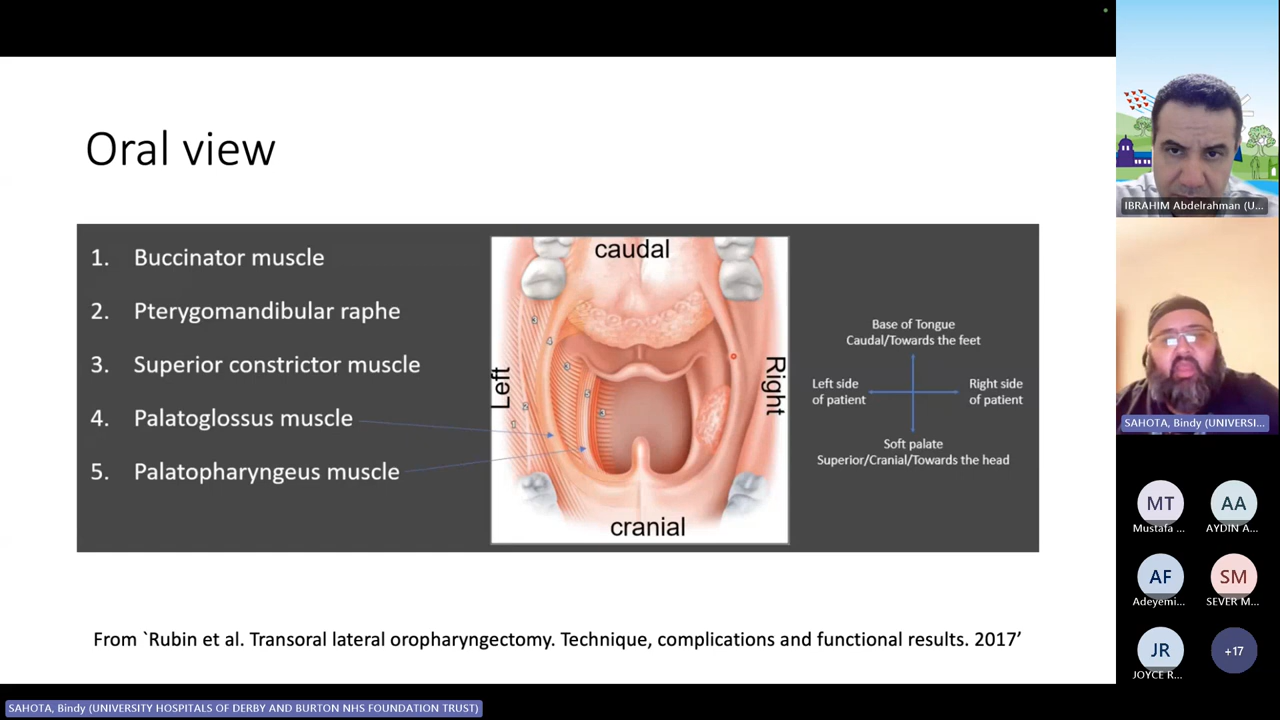 Oral view
1. Buccinator muscle
2. Pterygomandibular raphe
3. Superior constrictor muscle
4. Palatoglossus muscle
5. Palatopharyngeus muscle
caudal
Left
Right
cranial
Base of Tongue
Caudal/Towards the feet
Left side
of patient
Right side
of patient
Soft palate
Superior/Cranial/Towards the head
From `Rubin et al. Transoral lateral oropharyngectomy. Technique, complications and functional results. 2017’
IBRAHIM Abdelrahman (U...
SAHOTA, Bindy (UNIVERSI...
MT
Mustafa ...
AA
AYDIN A...
AF
Adeyemi...
SM
SEVER M...
JR
JOYCE R...
+17
SAHOTA, Bindy (UNIVERSITY HOSPITALS OF DERBY AND BURTON NHS FOUNDATION TRUST)